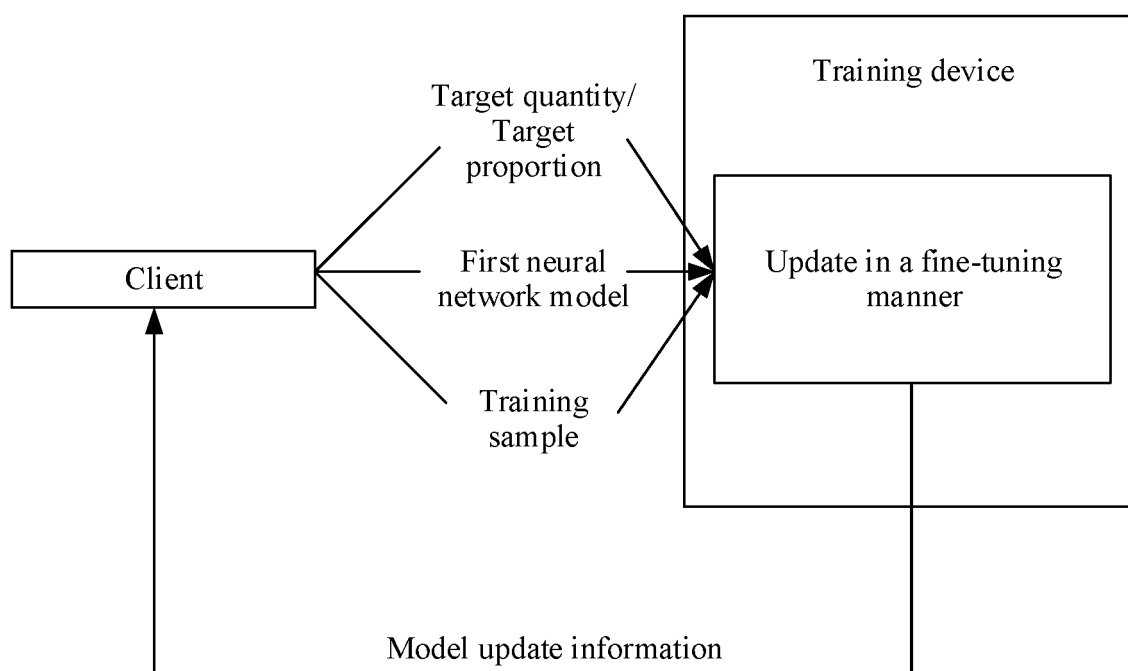 Training device
Target quantity/
Target
proportion
Client
First neural
network model
Update in a fine-tuning
manner
Training
sample
Model update information